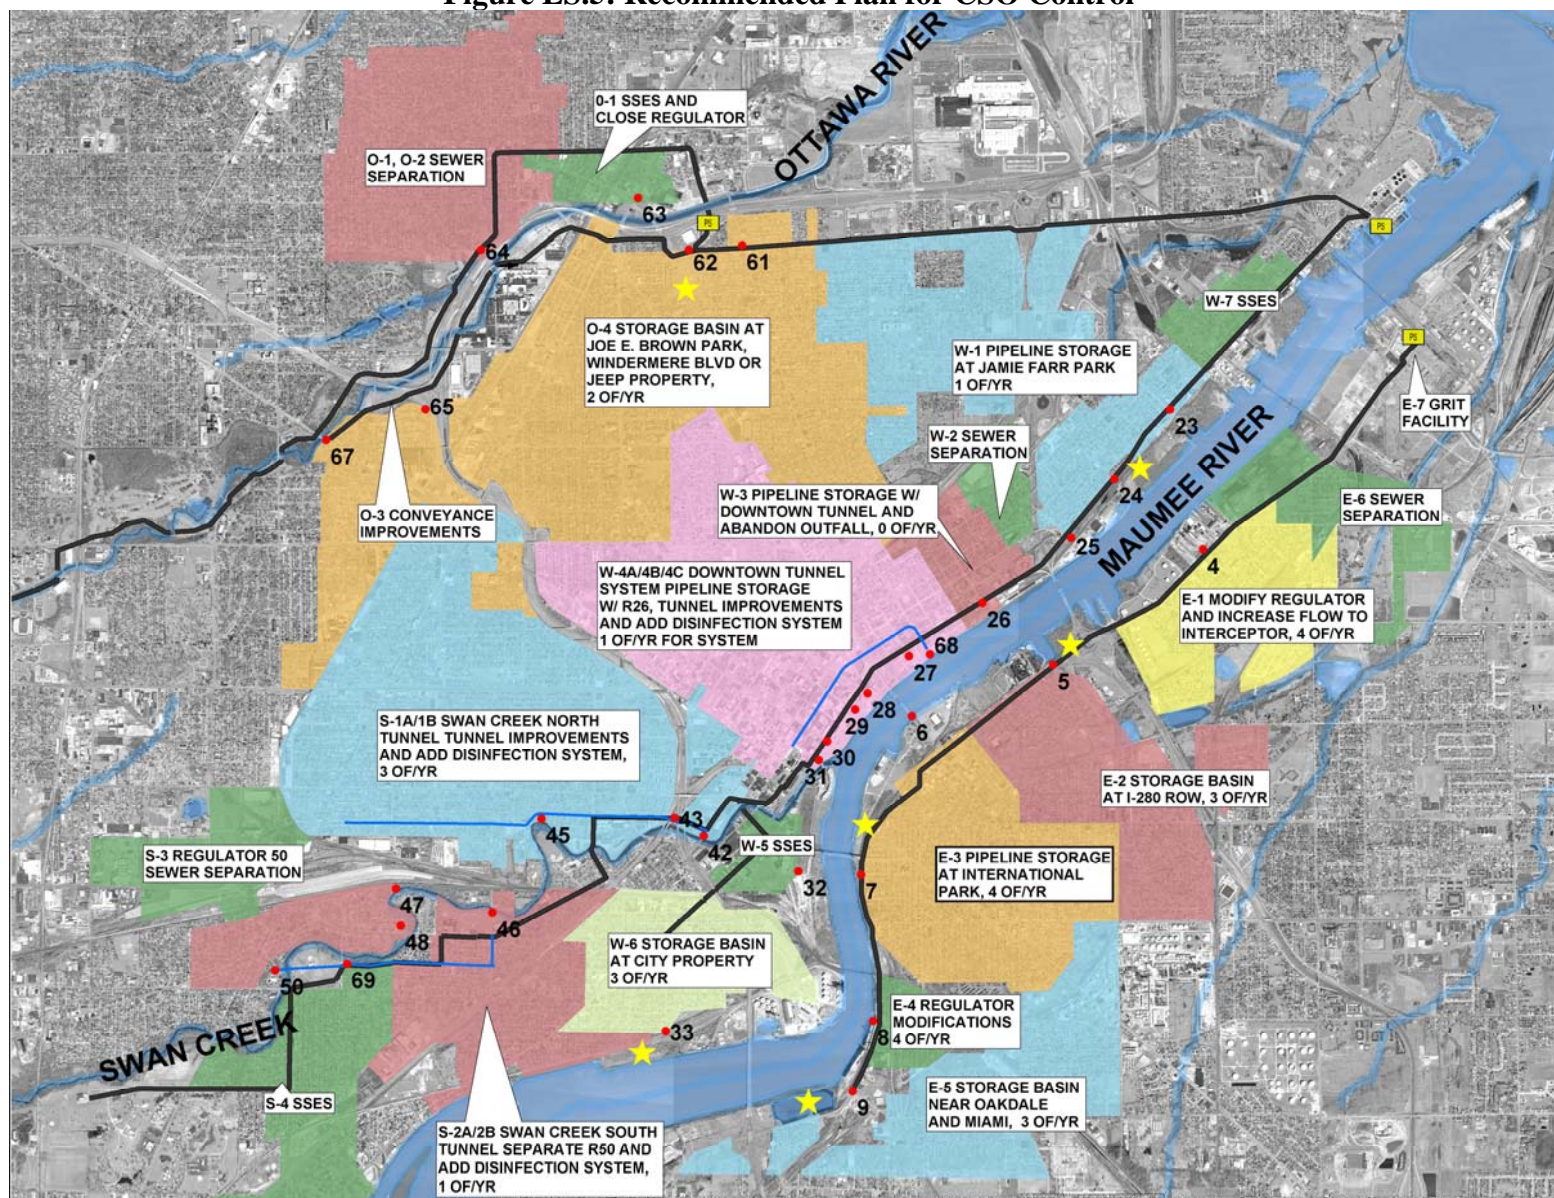 Figure ES.5: Recommended Plan for CSO Control
0-1 SSES AND
CLOSE REGULATOR
OTTAWA RIVER
O-1, O-2 SEWER
SEPARATION
63
PS
64
62
61
PS
W-7 SSES
O-4 STORAGE BASIN AT
JOE E. BROWN PARK,
WINDERMERE BLVD OR
JEEP PROPERTY,
2 OF/YR
W-1 PIPELINE STORAGE
AT JAMIE FARR PARK
1 OF/YR
PS
E-7 GRIT
FACILITY
65
67
23
W-2 SEWER
SEPARATION
24
MAUMEE RIVER
O-3 CONVEYANCE
IMPROVEMENTS
W-3 PIPELINE STORAGE W/
DOWNTOWN TUNNEL AND
ABANDON OUTFALL, 0 OF/YR
E-6 SEWER
SEPARATION
25
4
W-4A/4B/4C DOWNTOWN TUNNEL
SYSTEM PIPELINE STORAGE
W/ R26, TUNNEL IMPROVEMENTS
AND ADD DISINFECTION SYSTEM
1 OF/YR FOR SYSTEM
26
E-1 MODIFY REGULATOR
AND INCREASE FLOW TO
INTERCEPTOR, 4 OF/YR
68
27
5
28
29
6
S-1A/1B SWAN CREEK NORTH
TUNNEL TUNNEL IMPROVEMENTS
AND ADD DISINFECTION SYSTEM,
3 OF/YR
30
31
E-2 STORAGE BASIN
AT I-280 ROW, 3 OF/YR
45
43
42
W-5 SSES
S-3 REGULATOR 50
SEWER SEPARATION
E-3 PIPELINE STORAGE
AT INTERNATIONAL
PARK, 4 OF/YR
32
7
47
46
48
W-6 STORAGE BASIN
AT CITY PROPERTY
3 OF/YR
50
69
SWAN CREEK
33
8
E-4 REGULATOR
MODIFICATIONS
4 OF/YR
S-4 SSES
9
E-5 STORAGE BASIN
NEAR OAKDALE
AND MIAMI, 3 OF/YR
S-2A/2B SWAN CREEK SOUTH
TUNNEL SEPARATE R50 AND
ADD DISINFECTION SYSTEM,
1 OF/YR